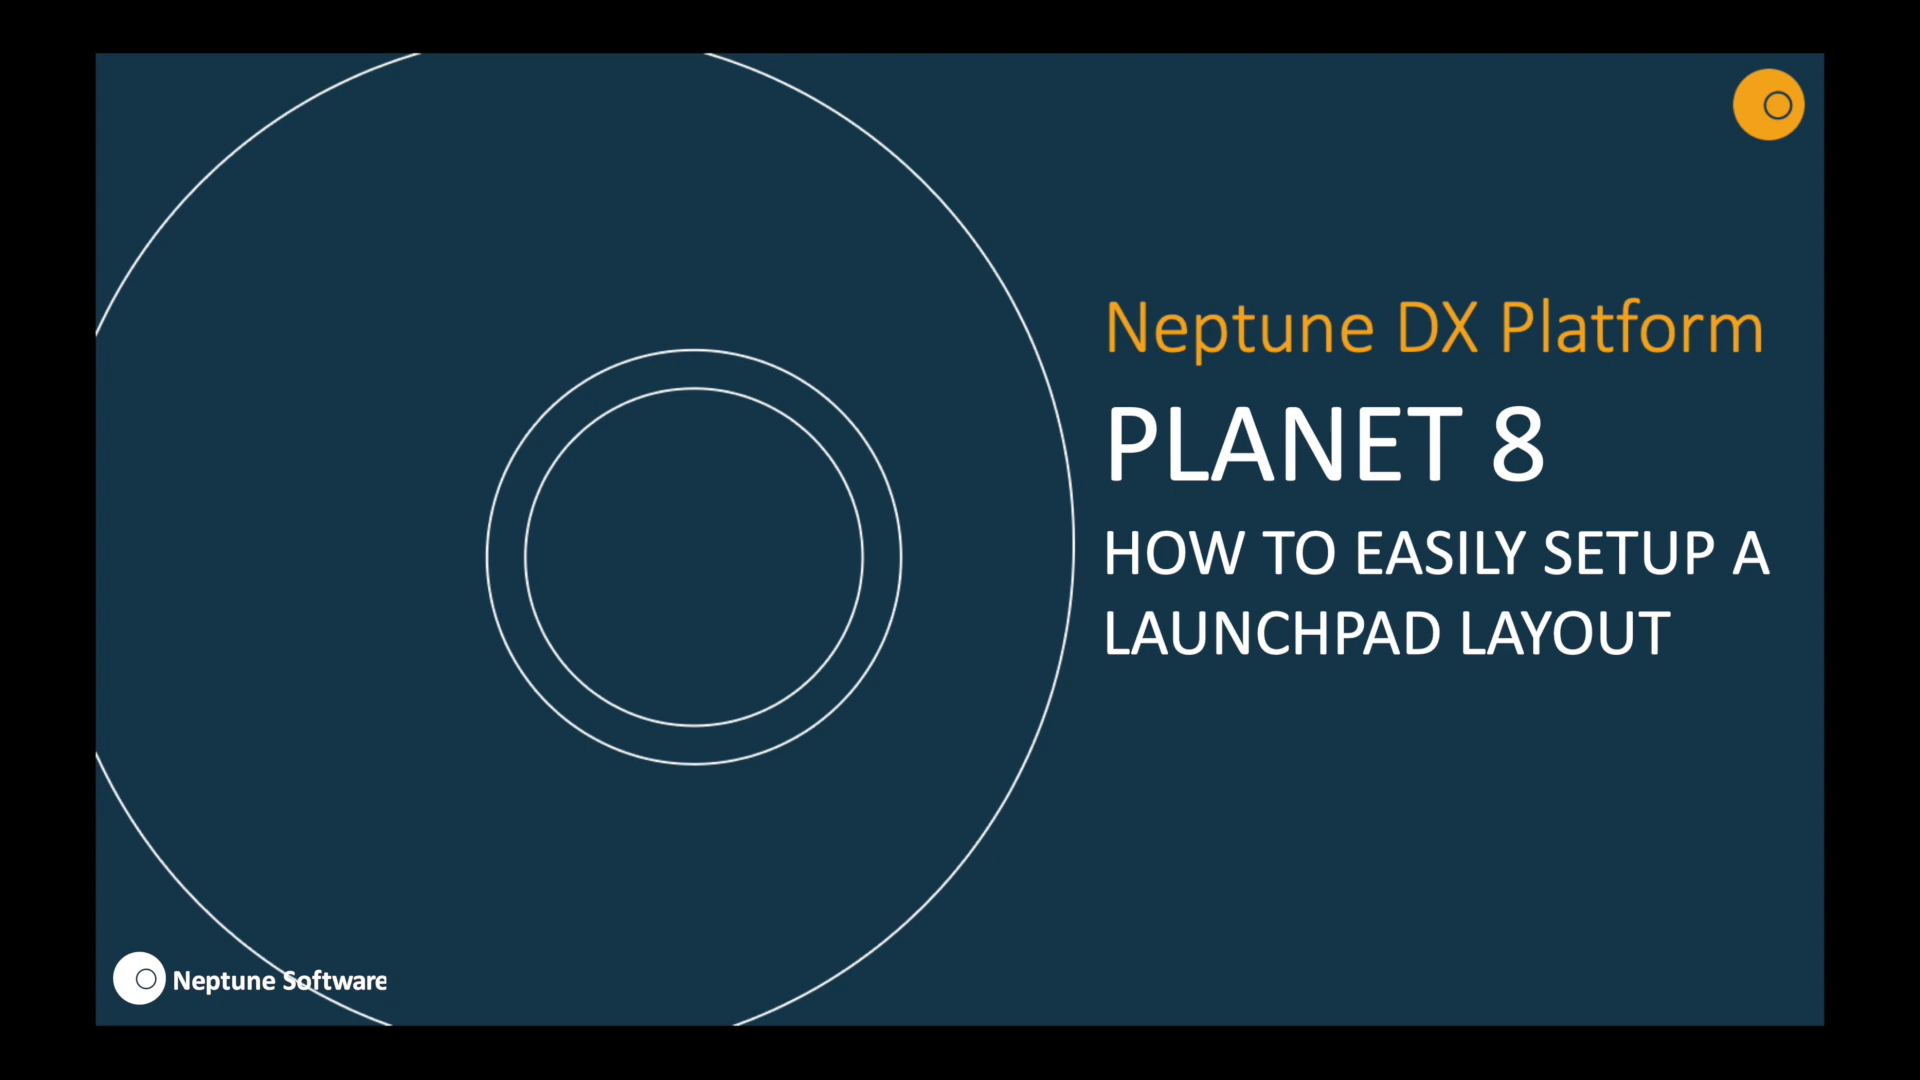 Neptune DX Platform
PLANET 8
HOW TO EASILY SETUP A
LAUNCHPAD LAYOUT
Neptune Software